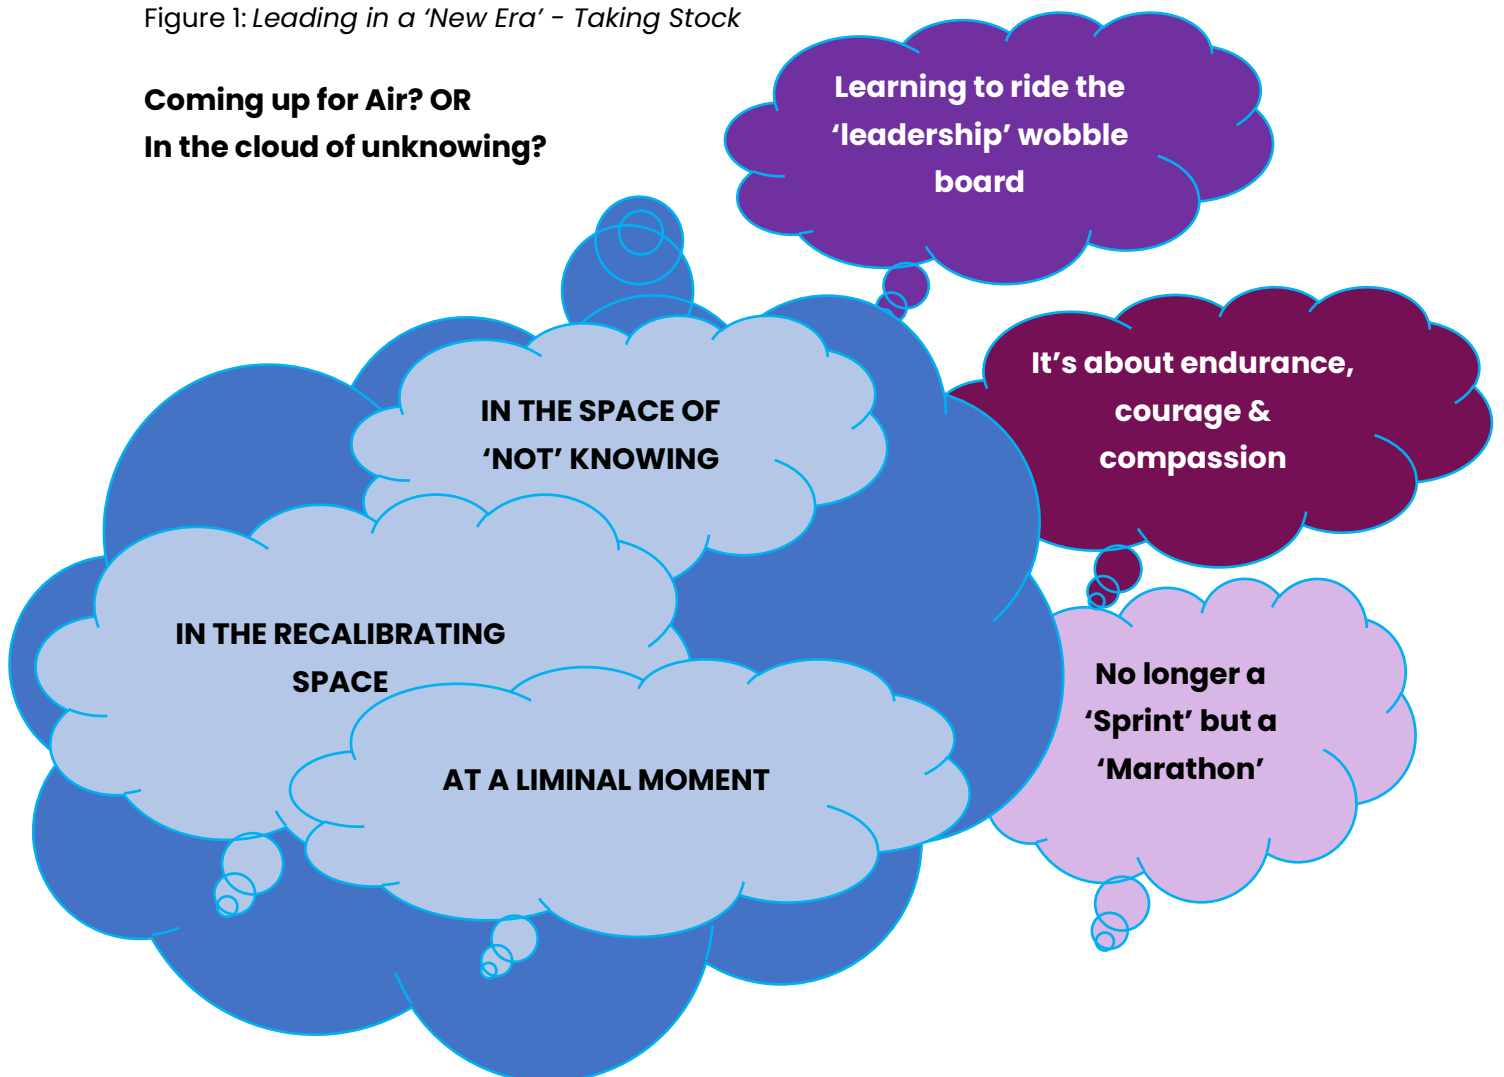 Figure 1: Leading in a ‘New Era’ - Taking Stock
Coming up for Air? OR
In the cloud of unknowing?
Learning to ride the
‘leadership’ wobble
board
It’s about endurance,
courage &
compassion
IN THE SPACE OF
‘NOT’ KNOWING
IN THE RECALIBRATING
SPACE
No longer a
‘Sprint’ but a
‘Marathon’
AT A LIMINAL MOMENT